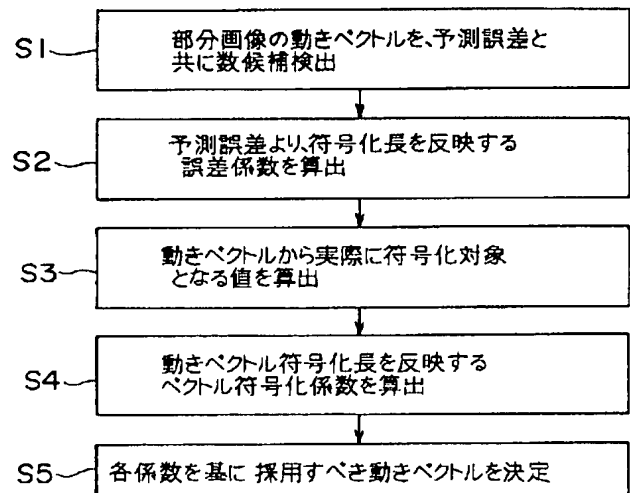 S1
部分画像の動きベクトルを、予測誤差と
共に数候補検出
S2
予測誤差より、符号化長を反映する
誤差係数を算出
S3
動きベクトルから実際に符号化対象
となる値を算出
S4
動きベクトル符号化長を反映する
ベクトル符号化係数を算出
S5
各係数を基に採用すべき動きベクトルを決定